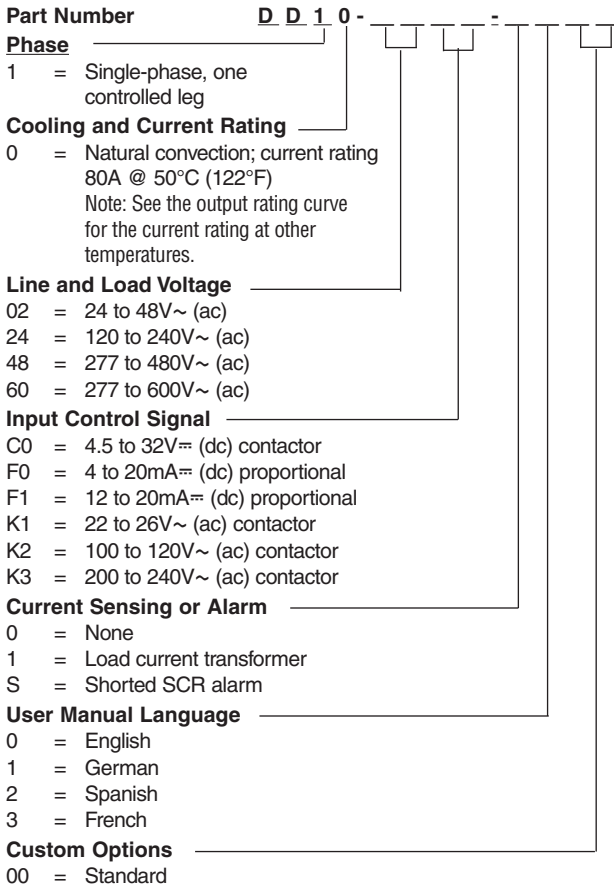 Part Number D D 1 0 - _ _ _ _ - _ _ _ _
Phase
1 = Single-phase, one
controlled leg
Cooling and Current Rating
0 = Natural convection; current rating
80A @ 50°C (122°F)
Note: See the output rating curve
for the current rating at other
temperatures.
Line and Load Voltage
02 = 24 to 48V~ (ac)
24 = 120 to 240V~ (ac)
48 = 277 to 480V~ (ac)
60 = 277 to 600V~ (ac)
Input Control Signal
C0 = 4.5 to 32V⎓ (dc) contactor
F0 = 4 to 20mA⎓ (dc) proportional
F1 = 12 to 20mA⎓ (dc) proportional
K1 = 22 to 26V~ (ac) contactor
K2 = 100 to 120V~ (ac) contactor
K3 = 200 to 240V~ (ac) contactor
Current Sensing or Alarm
0 = None
1 = Load current transformer
S = Shorted SCR alarm
User Manual Language
0 = English
1 = German
2 = Spanish
3 = French
Custom Options
00 = Standard